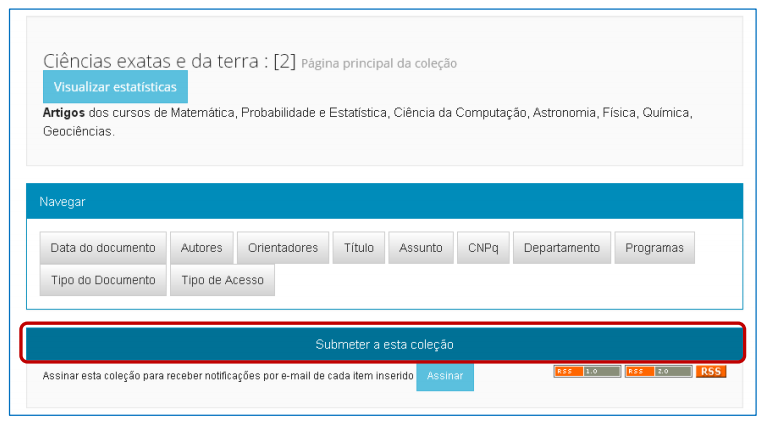 Ciências exatas e da terra : [2] Página principal da coleção
Visualizar estatísticas
Artigos dos cursos de Matemática, Probabilidade e Estatística, Ciência da Computação, Astronomia, Física, Química,
Geociências.
Navegar
Data do documento Autores Orientadores Título Assunto CNPq Departamento Programas
Tipo do Documento Tipo de Acesso
Submeter a esta coleção
Assinar esta coleção para receber notificações por e-mail de cada item inserido Assinar RSS 1.0 RSS 2.0 RSS